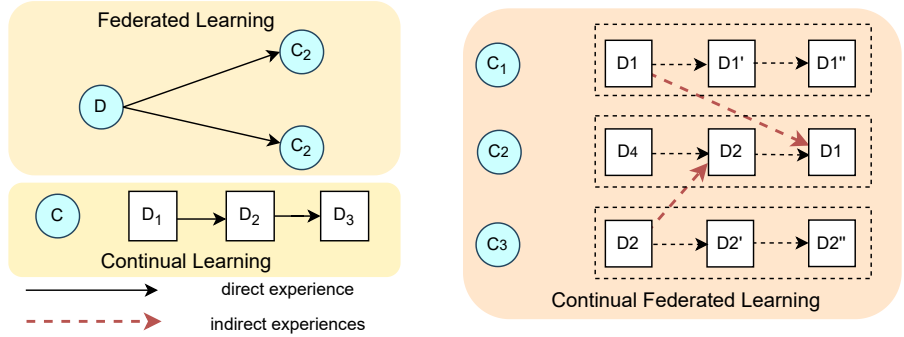 Federated Learning
C2
D
C2
C D1 D2 D3
Continual Learning
direct experience
indirect experiences
C1 D1 D1' D1"
C2 D4 D2 D1
C3 D2 D2' D2"
Continual Federated Learning